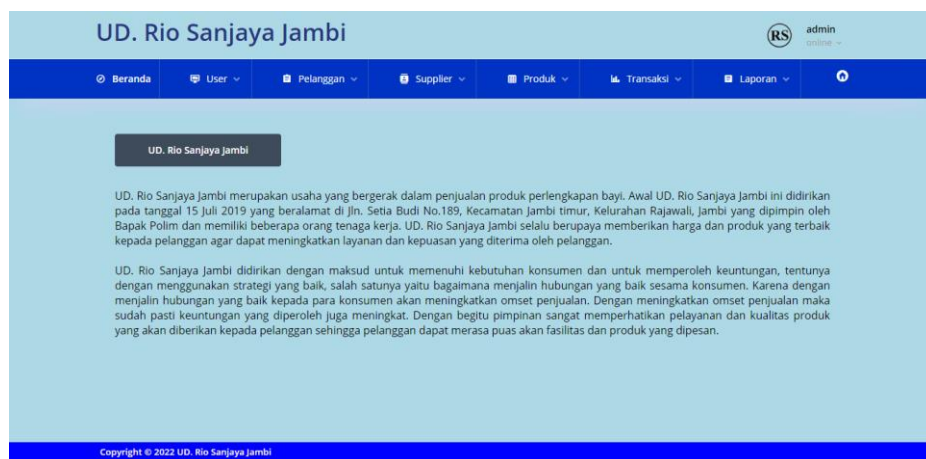 UD. Rio Sanjaya Jambi
RS
admin
online
Beranda
User
Pelanggan
Supplier
Produk
Transaksi
Laporan
UD. Rio Sanjaya Jambi
UD. Rio Sanjaya Jambi merupakan usaha yang bergerak dalam penjualan produk perlengkapan bayi. Awal UD. Rio Sanjaya Jambi ini didirikan
pada tanggal 15 Juli 2019 yang beralamat di Jln. Setia Budi No.189, Kecamatan Jambi timur, Kelurahan Rajawali, Jambi yang dipimpin oleh
Bapak Polim dan memiliki beberapa orang tenaga kerja. UD. Rio Sanjaya Jambi selalu berupaya memberikan harga dan produk yang terbaik
kepada pelanggan agar dapat meningkatkan layanan dan kepuasan yang diterima oleh pelanggan.
UD. Rio Sanjaya Jambi didirikan dengan maksud untuk memenuhi kebutuhan konsumen dan untuk memperoleh keuntungan, tentunya
dengan menggunakan strategi yang baik, salah satunya yaitu bagaimana menjalin hubungan yang baik sesama konsumen. Karena dengan
menjalin hubungan yang baik kepada para konsumen akan meningkatkan omset penjualan. Dengan meningkatkan omset penjualan maka
sudah pasti keuntungan yang diperoleh juga meningkat. Dengan begitu pimpinan sangat memperhatikan pelayanan dan kualitas produk
yang akan diberikan kepada pelanggan sehingga pelanggan dapat merasa puas akan fasilitas dan produk yang dipesan.
Copyright © 2022 UD. Rio Sanjaya Jambi